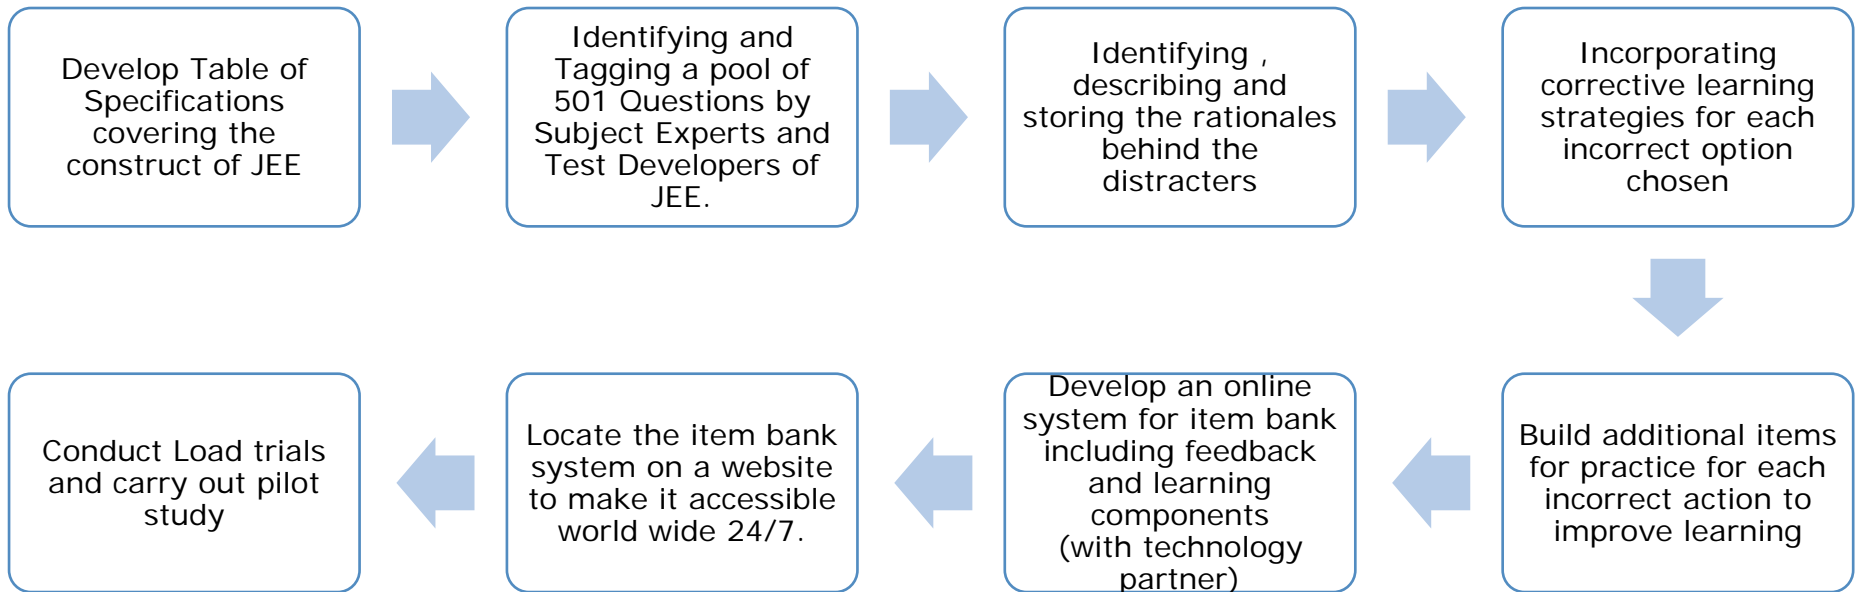 Develop Table of
Specifications
covering the
construct of JEE
Identifying and
Tagging a pool of
501 Questions by
Subject Experts and
Test Developers of
JEE.
Identifying ,
describing and
storing the rationales
behind the
distracters
Incorporating
corrective learning
strategies for each
incorrect option
chosen
Build additional items
for practice for each
incorrect action to
improve learning
Develop an online
system for item bank
including feedback
and learning
components
(with technology
partner)
Locate the item bank
system on a website
to make it accessible
world wide 24/7.
Conduct Load trials
and carry out pilot
study